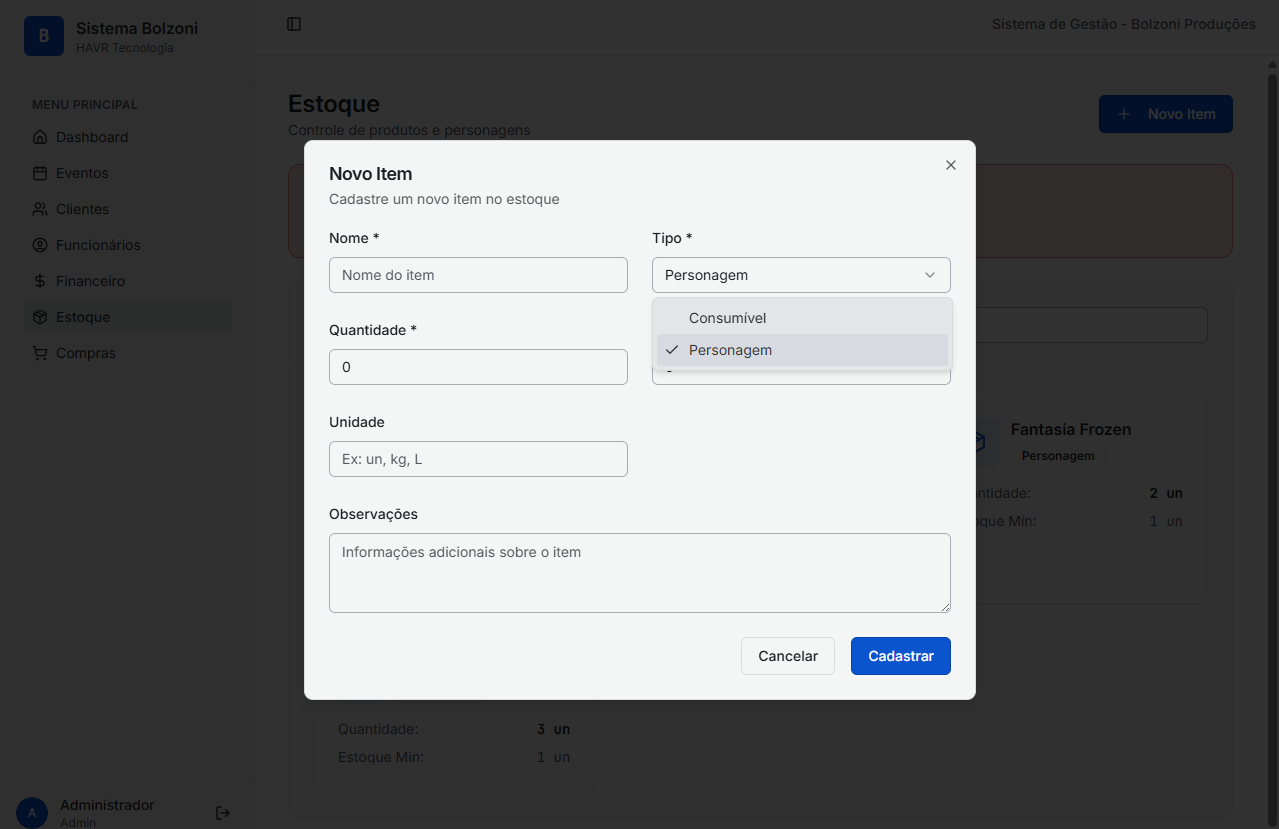 B
Sistema Bolzoni
HAVR Tecnologia
Sistema de Gestão - Bolzoni Produções
MENU PRINCIPAL
Dashboard
Eventos
Clientes
Funcionários
Financeiro
Estoque
Compras
A
Administrador
Admin
Estoque
Controle de produtos e personagens
Novo Item
Novo Item
Cadastre um novo item no estoque
Nome *
Nome do item
Tipo *
Personagem
Consumível
Personagem
Quantidade *
0
Unidade
Ex: un, kg, L
Observações
Informações adicionais sobre o item
Cancelar
Cadastrar
Fantasia Frozen
Personagem
ntidade:
2 un
oque Mín:
1 un
Quantidade:
3 un
Estoque Mín:
1 un